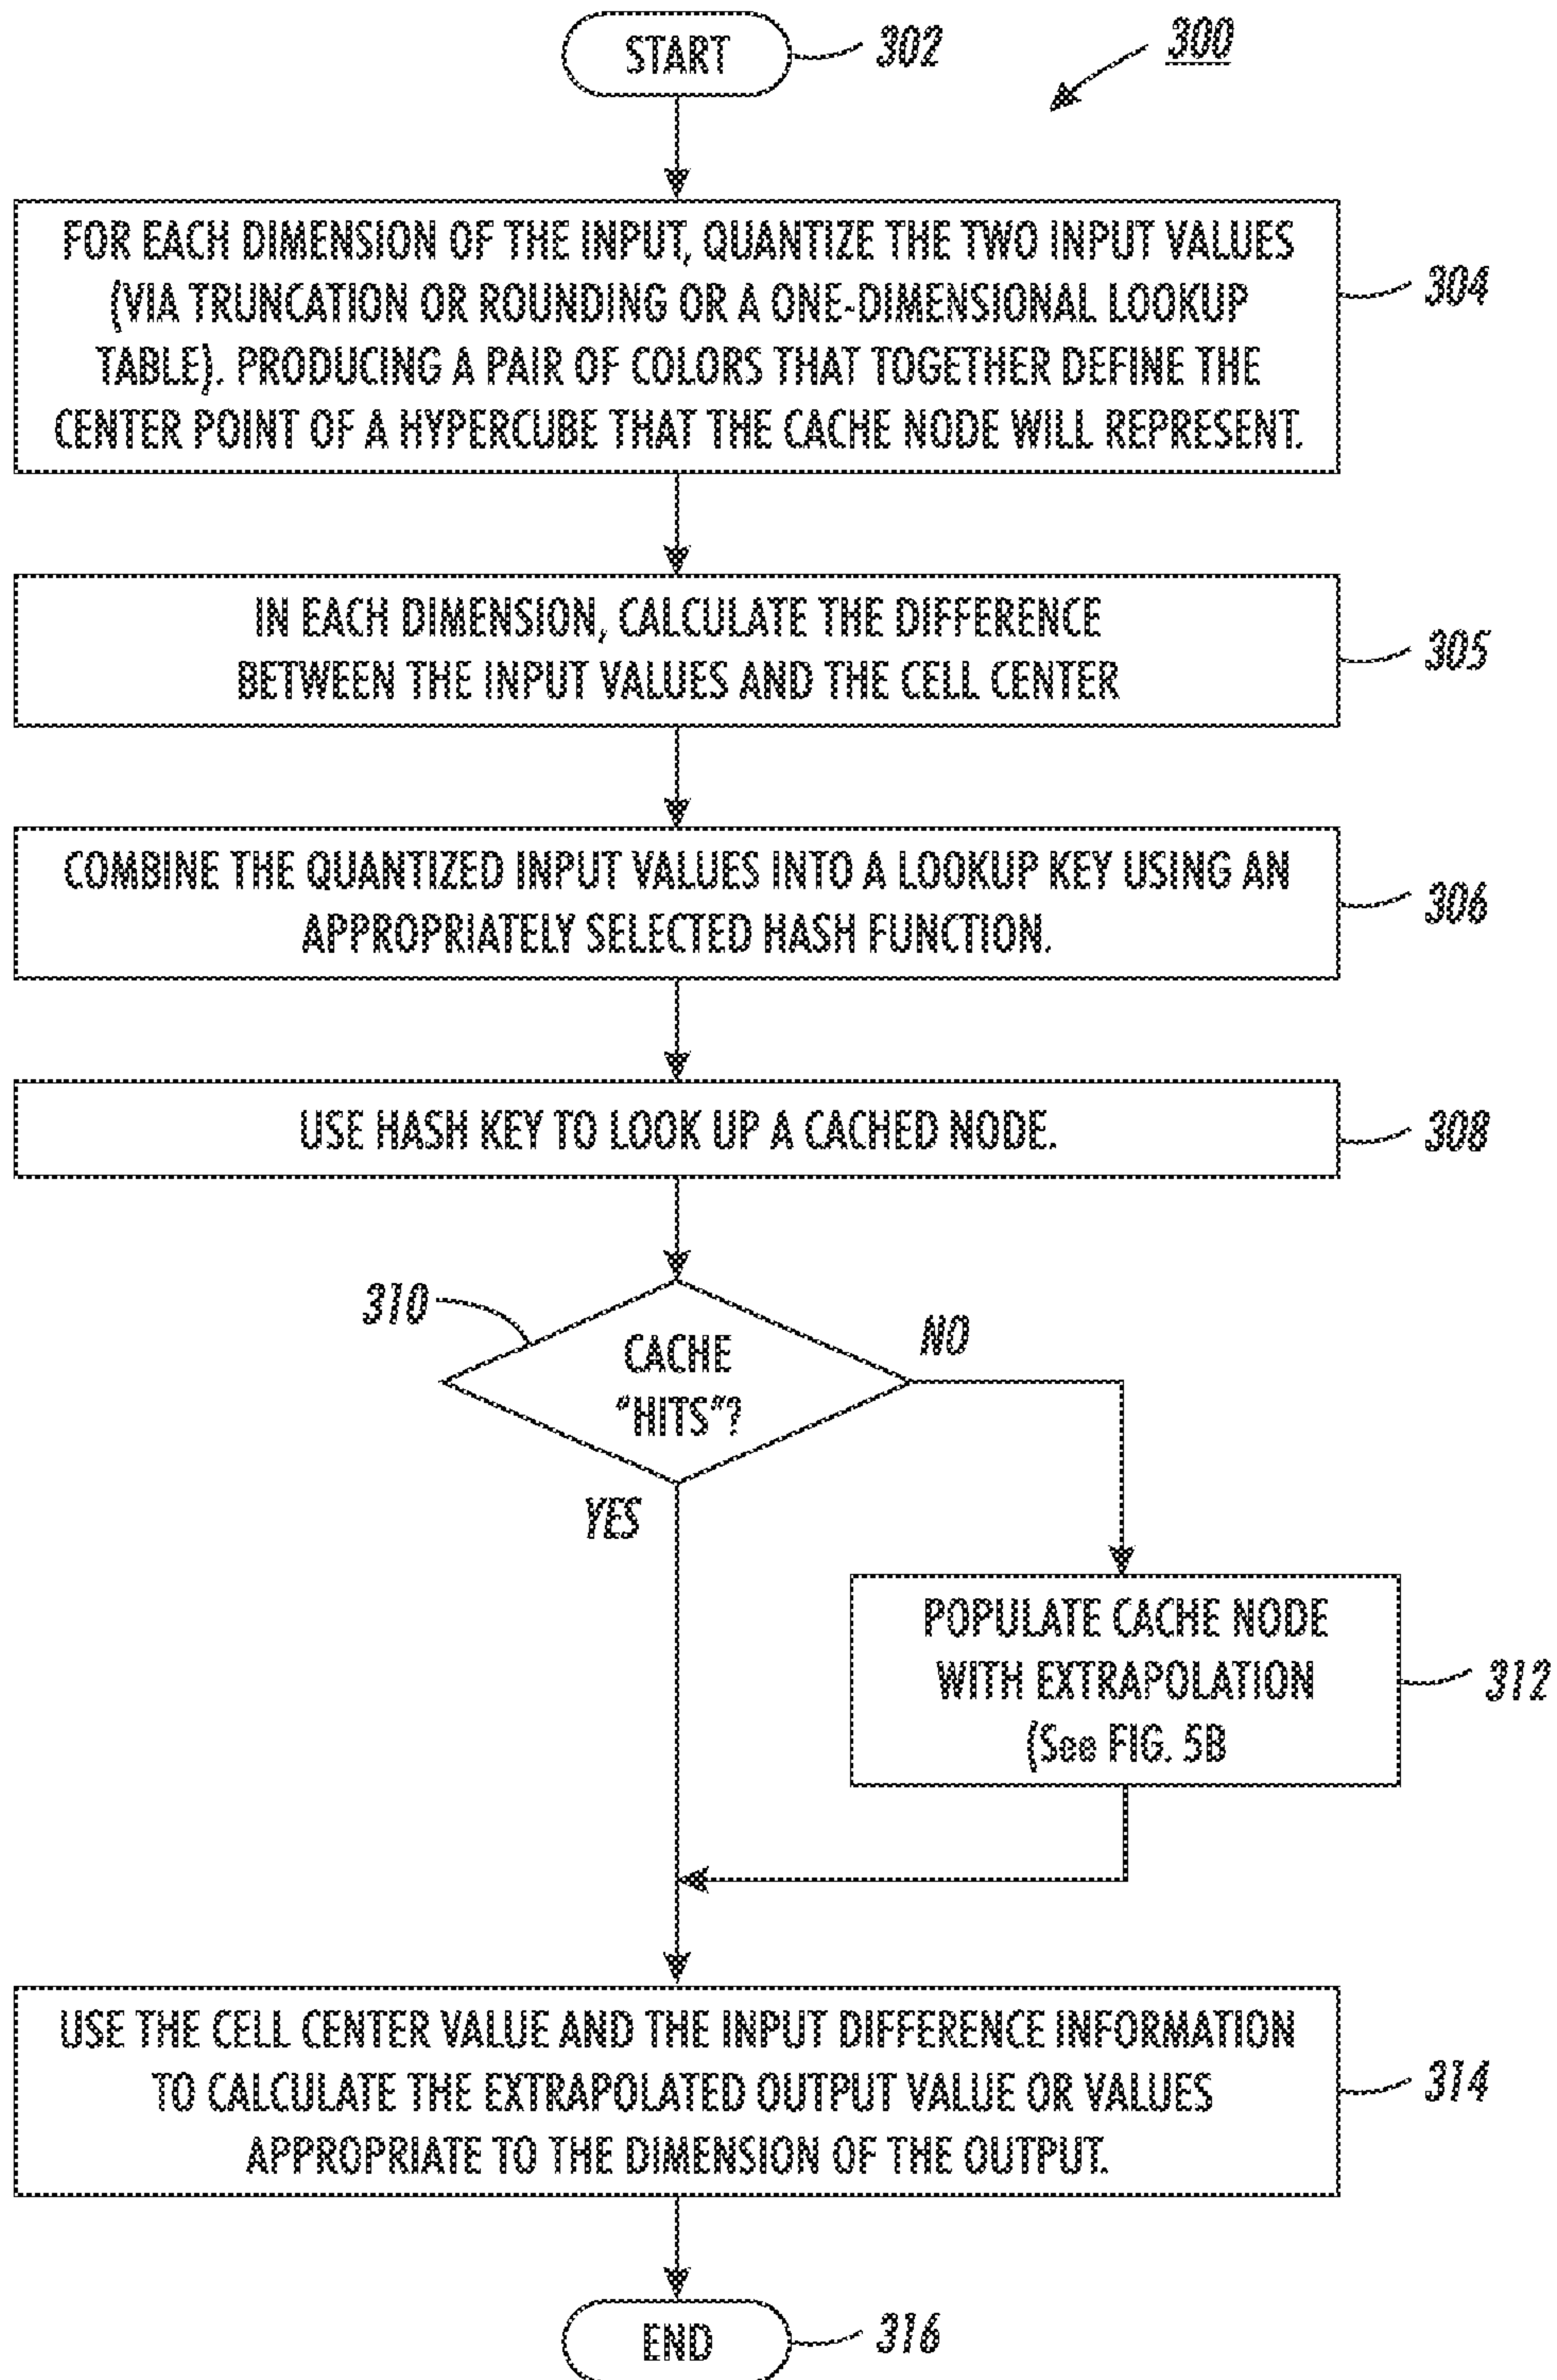 START
302
300
FOR EACH DIMENSION OF THE INPUT, QUANTIZE THE TWO INPUT VALUES
(VIA TRUNCATION OR ROUNDING OR A ONE-DIMENSIONAL LOOKUP
TABLE). PRODUCING A PAIR OF COLORS THAT TOGETHER DEFINE THE
CENTER POINT OF A HYPERCUBE THAT THE CACHE NODE WILL REPRESENT.
304
IN EACH DIMENSION, CALCULATE THE DIFFERENCE
BETWEEN THE INPUT VALUES AND THE CELL CENTER
305
COMBINE THE QUANTIZED INPUT VALUES INTO A LOOKUP KEY USING AN
APPROPRIATELY SELECTED HASH FUNCTION.
306
USE HASH KEY TO LOOK UP A CACHED NODE.
308
310
CACHE
"HITS"?
NO
YES
POPULATE CACHE NODE
WITH EXTRAPOLATION
(See FIG. 5B
312
USE THE CELL CENTER VALUE AND THE INPUT DIFFERENCE INFORMATION
TO CALCULATE THE EXTRAPOLATED OUTPUT VALUE OR VALUES
APPROPRIATE TO THE DIMENSION OF THE OUTPUT.
314
END
316